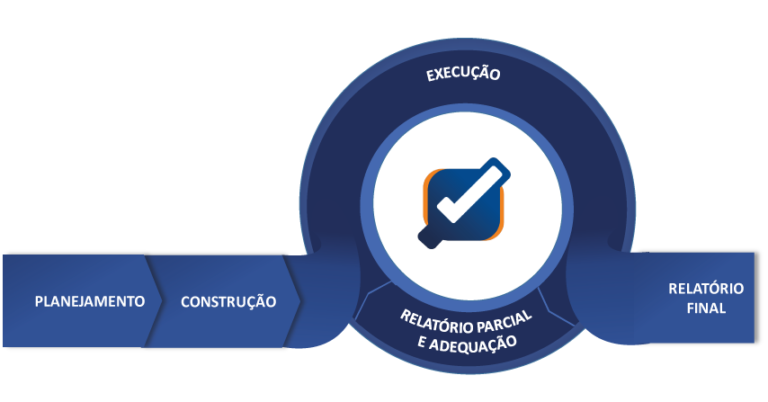 EXECUÇÃO
PLANEJAMENTO
CONSTRUÇÃO
RELATÓRIO PARCIAL
E ADEQUAÇÃO
RELATÓRIO
FINAL